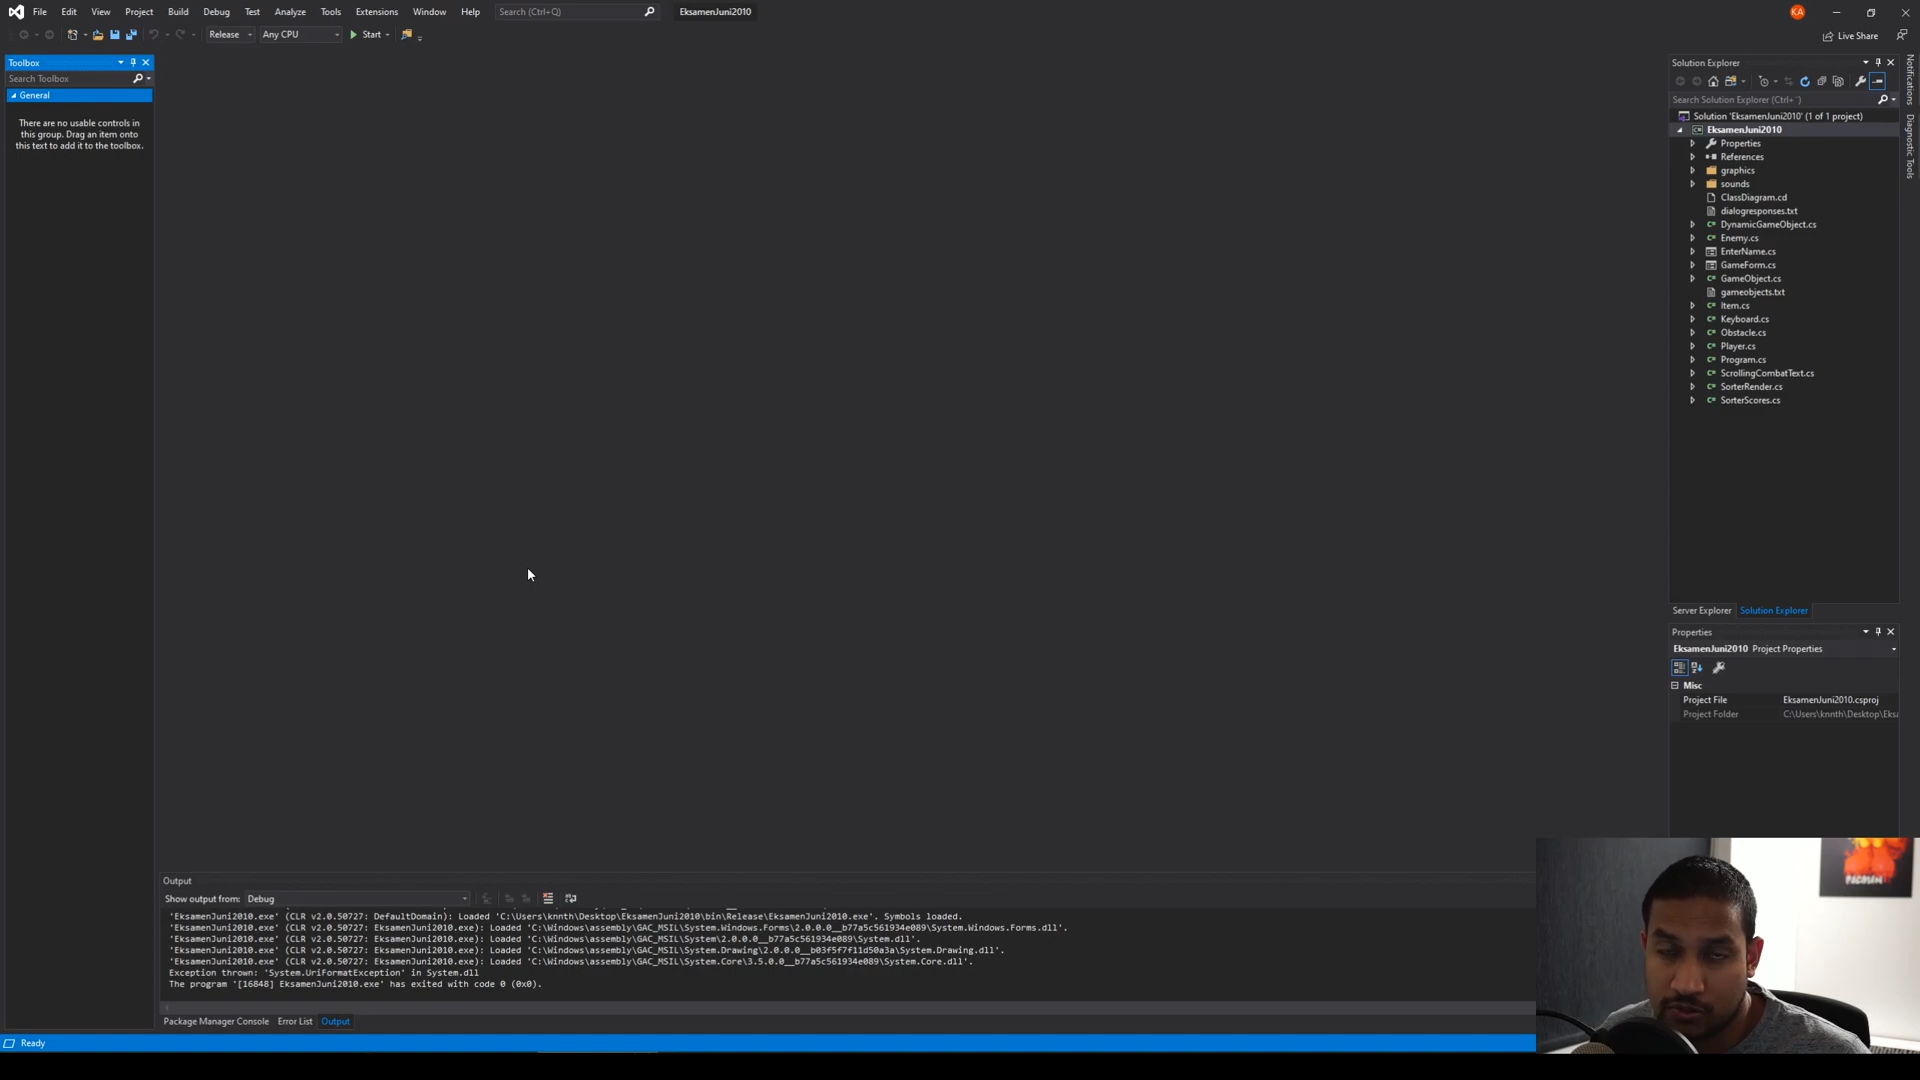 File Edit View Project Build Debug Test Analyze Tools Extensions Window Help Search (Ctrl+Q) EksamenJuni2010 KA
Release Any CPU Start Live Share
Toolbox
Search Toolbox
General
There are no usable controls in
this group. Drag an item onto
this text to add it to the toolbox.
Solution Explorer
Search Solution Explorer (Ctrl+¨)
Solution 'EksamenJuni2010' (1 of 1 project)
EksamenJuni2010
Properties
References
graphics
sounds
ClassDiagram.cd
dialogresponses.txt
DynamicGameObject.cs
Enemy.cs
EnterName.cs
GameForm.cs
GameObject.cs
gameobjects.txt
Item.cs
Keyboard.cs
Obstacle.cs
Player.cs
Program.cs
ScrollingCombatText.cs
SorterRender.cs
SorterScores.cs
Server Explorer Solution Explorer
Notifications
Diagnostic Tools
Properties
EksamenJuni2010 Project Properties
Misc
Project File EksamenJuni2010.csproj
Project Folder C:\Users\knnth\Desktop\Eksa
Output
Show output from: Debug
'EksamenJuni2010.exe' (CLR v2.0.50727: DefaultDomain): Loaded 'C:\Users\knnth\Desktop\EksamenJuni2010\bin\Release\EksamenJuni2010.exe'. Symbols loaded.
'EksamenJuni2010.exe' (CLR v2.0.50727: EksamenJuni2010.exe): Loaded 'C:\Windows\assembly\GAC_MSIL\System.Windows.Forms\2.0.0.0__b77a5c561934e089\System.Windows.Forms.dll'.
'EksamenJuni2010.exe' (CLR v2.0.50727: EksamenJuni2010.exe): Loaded 'C:\Windows\assembly\GAC_MSIL\System\2.0.0.0__b77a5c561934e089\System.dll'.
'EksamenJuni2010.exe' (CLR v2.0.50727: EksamenJuni2010.exe): Loaded 'C:\Windows\assembly\GAC_MSIL\System.Drawing\2.0.0.0__b03f5f7f11d50a3a\System.Drawing.dll'.
'EksamenJuni2010.exe' (CLR v2.0.50727: EksamenJuni2010.exe): Loaded 'C:\Windows\assembly\GAC_MSIL\System.Core\3.5.0.0__b77a5c561934e089\System.Core.dll'.
Exception thrown: 'System.UriFormatException' in System.dll
The program '[16848] EksamenJuni2010.exe' has exited with code 0 (0x0).
Package Manager Console Error List Output
Ready